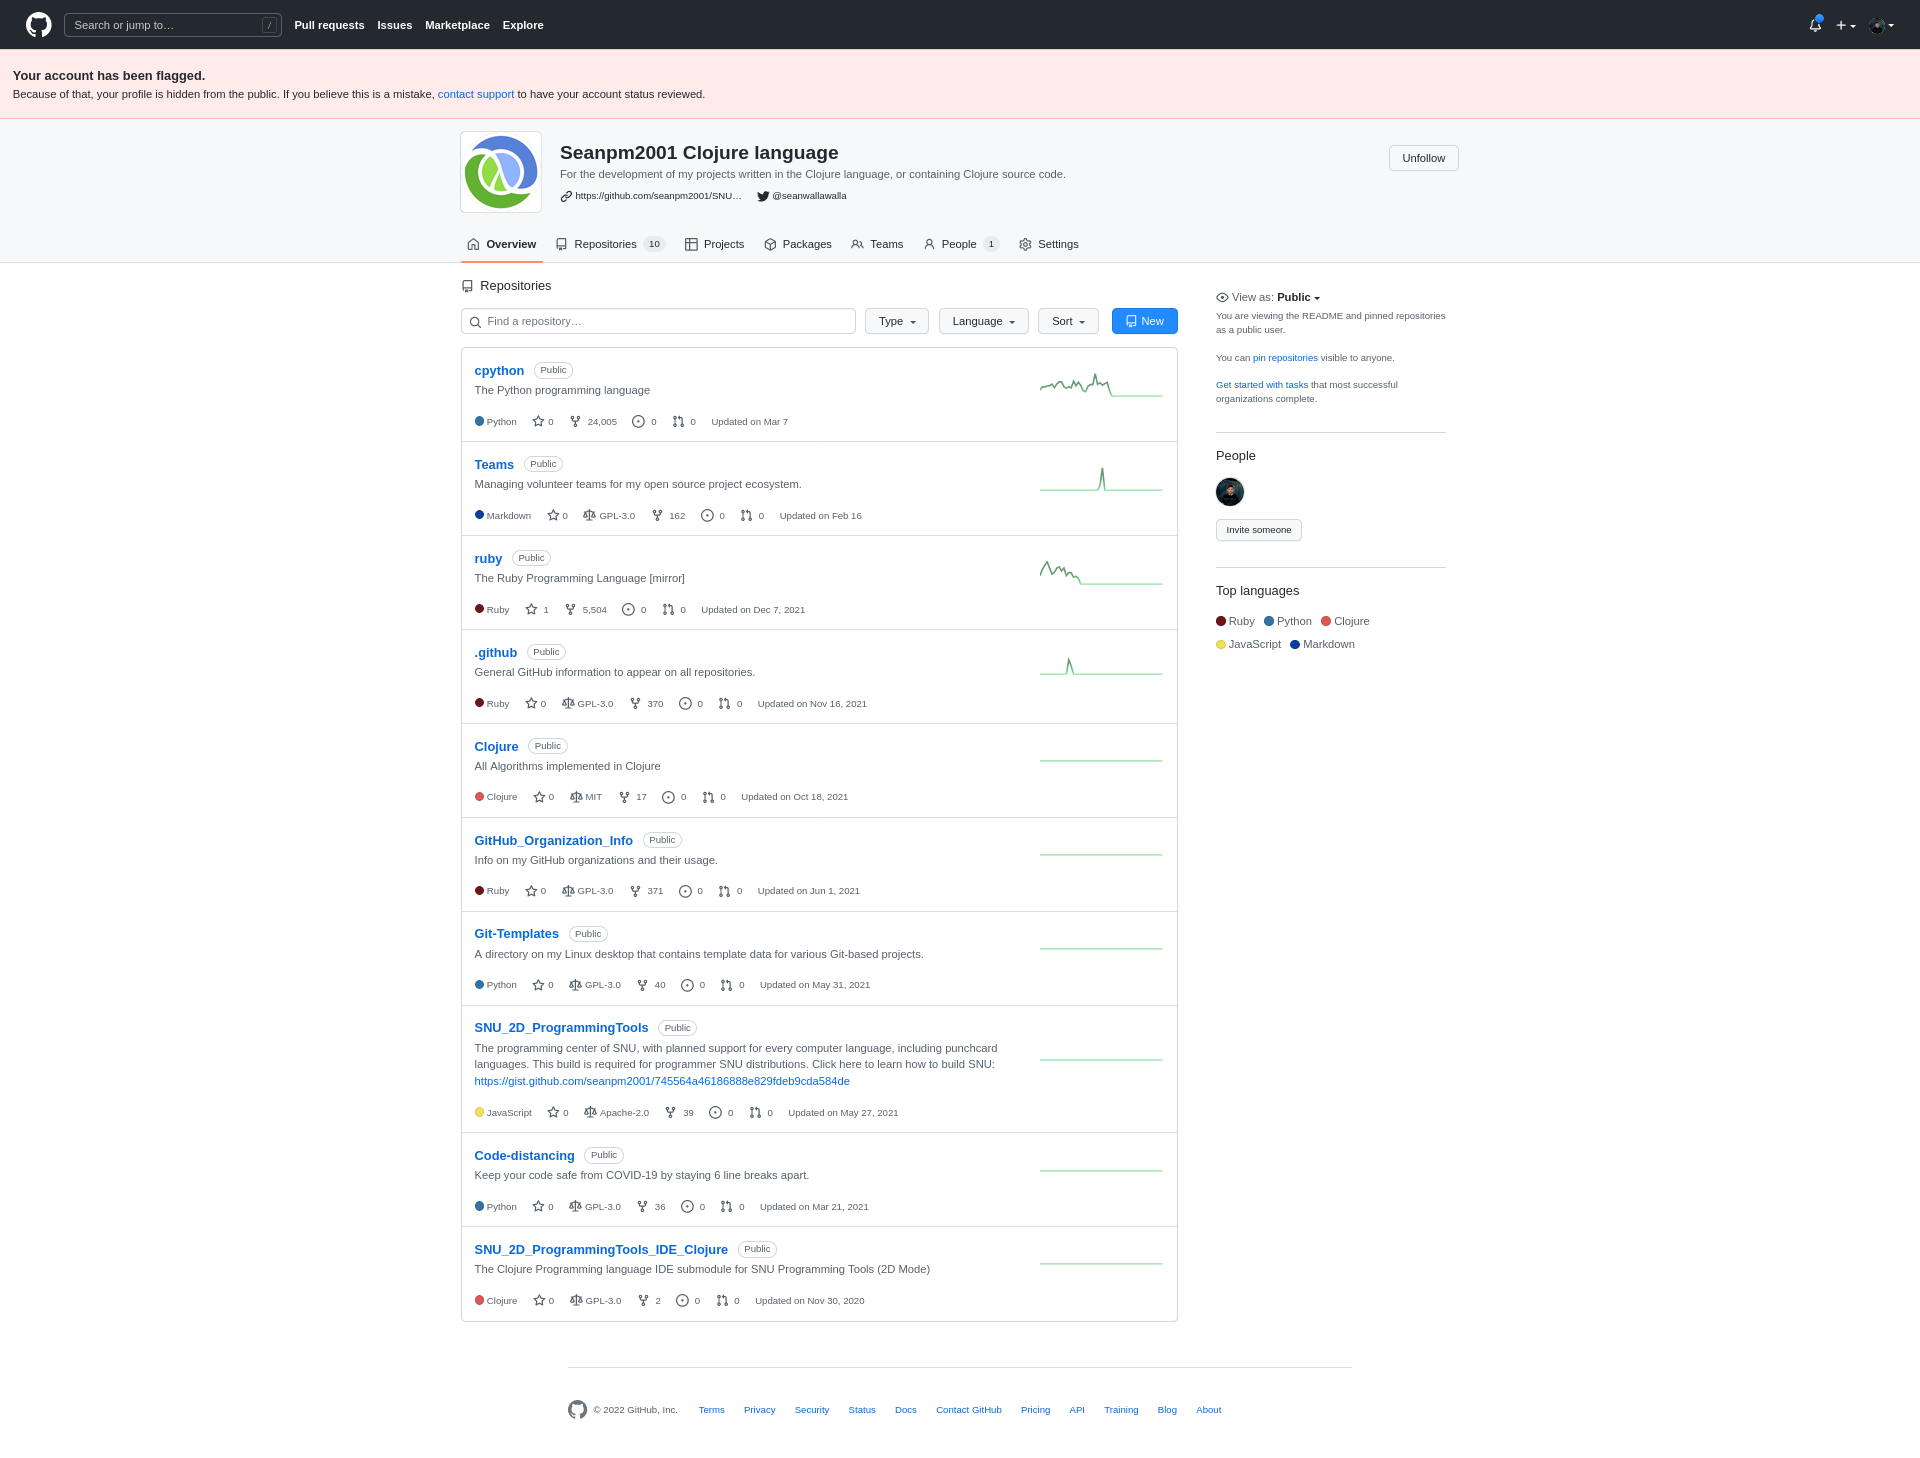 Search or jump to… /
Pull requests Issues Marketplace Explore
Your account has been flagged.
Because of that, your profile is hidden from the public. If you believe this is a mistake, contact support to have your account status reviewed.
Seanpm2001 Clojure language
Unfollow
For the development of my projects written in the Clojure language, or containing Clojure source code.
https://github.com/seanpm2001/SNU… @seanwallawalla
Overview Repositories 10 Projects Packages Teams People 1 Settings
Repositories
Find a repository… Type Language Sort New
cpython Public
The Python programming language
Python 0 24,005 0 0 Updated on Mar 7
Teams Public
Managing volunteer teams for my open source project ecosystem.
Markdown 0 GPL-3.0 162 0 0 Updated on Feb 16
ruby Public
The Ruby Programming Language [mirror]
Ruby 1 5,504 0 0 Updated on Dec 7, 2021
.github Public
General GitHub information to appear on all repositories.
Ruby 0 GPL-3.0 370 0 0 Updated on Nov 16, 2021
Clojure Public
All Algorithms implemented in Clojure
Clojure 0 MIT 17 0 0 Updated on Oct 18, 2021
GitHub_Organization_Info Public
Info on my GitHub organizations and their usage.
Ruby 0 GPL-3.0 371 0 0 Updated on Jun 1, 2021
Git-Templates Public
A directory on my Linux desktop that contains template data for various Git-based projects.
Python 0 GPL-3.0 40 0 0 Updated on May 31, 2021
SNU_2D_ProgrammingTools Public
The programming center of SNU, with planned support for every computer language, including punchcard
languages. This build is required for programmer SNU distributions. Click here to learn how to build SNU:
https://gist.github.com/seanpm2001/745564a46186888e829fdeb9cda584de
JavaScript 0 Apache-2.0 39 0 0 Updated on May 27, 2021
Code-distancing Public
Keep your code safe from COVID-19 by staying 6 line breaks apart.
Python 0 GPL-3.0 36 0 0 Updated on Mar 21, 2021
SNU_2D_ProgrammingTools_IDE_Clojure Public
The Clojure Programming language IDE submodule for SNU Programming Tools (2D Mode)
Clojure 0 GPL-3.0 2 0 0 Updated on Nov 30, 2020
View as: Public
You are viewing the README and pinned repositories
as a public user.
You can pin repositories visible to anyone.
Get started with tasks that most successful
organizations complete.
People
Invite someone
Top languages
Ruby Python Clojure
JavaScript Markdown
© 2022 GitHub, Inc. Terms Privacy Security Status Docs Contact GitHub Pricing API Training Blog About